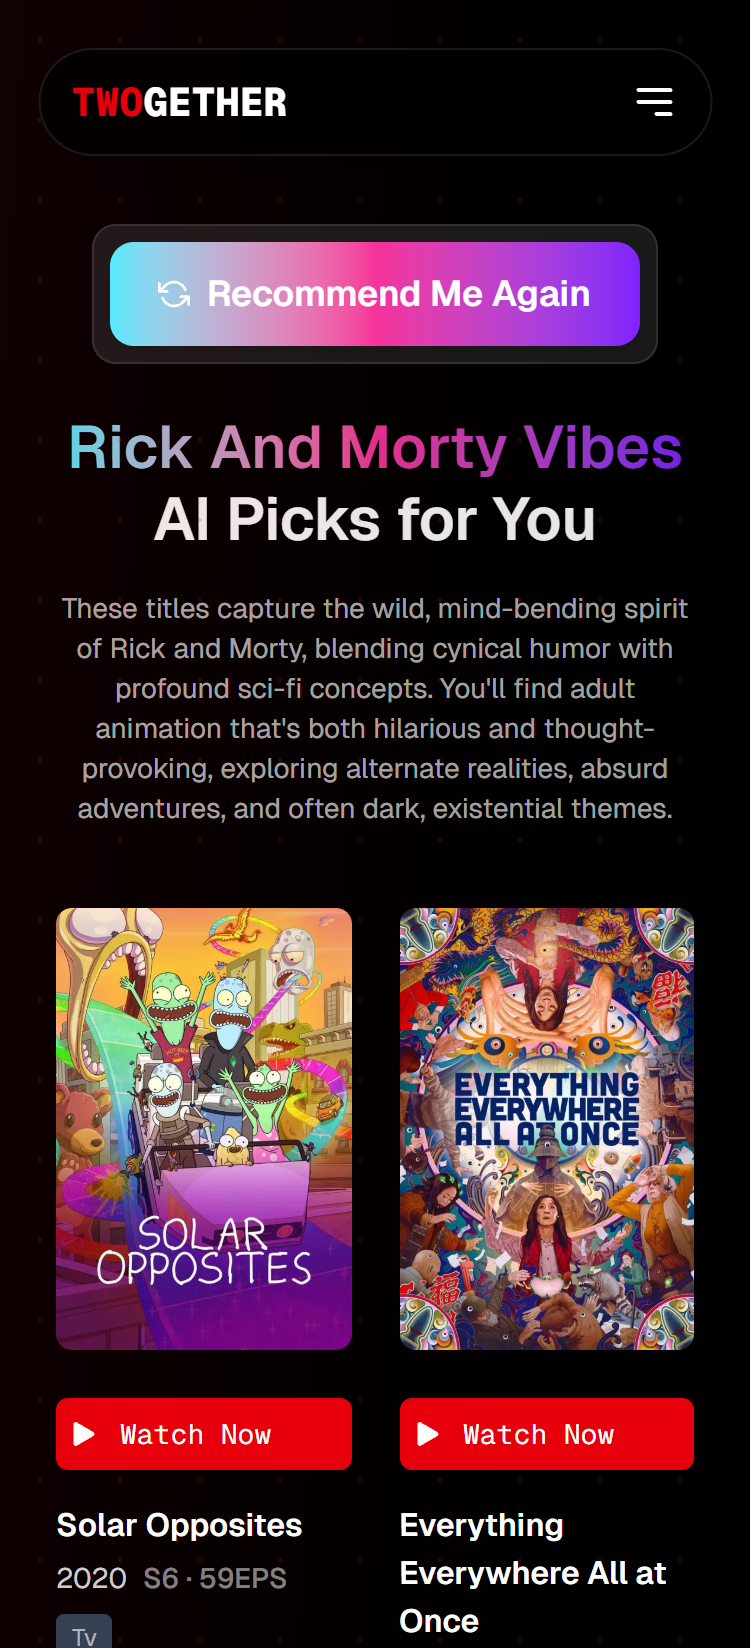 TWOGETHER
Recommend Me Again
Rick And Morty Vibes
AI Picks for You
These titles capture the wild, mind-bending spirit
of Rick and Morty, blending cynical humor with
profound sci-fi concepts. You'll find adult
animation that's both hilarious and thought-
provoking, exploring alternate realities, absurd
adventures, and often dark, existential themes.
SOLAR
OPPOSITES
EVERYTHING
EVERYWHERE
ALL AT ONCE
福
Watch Now
Watch Now
Solar Opposites
2020 S6 · 59EPS
Tv
Everything
Everywhere All at
Once